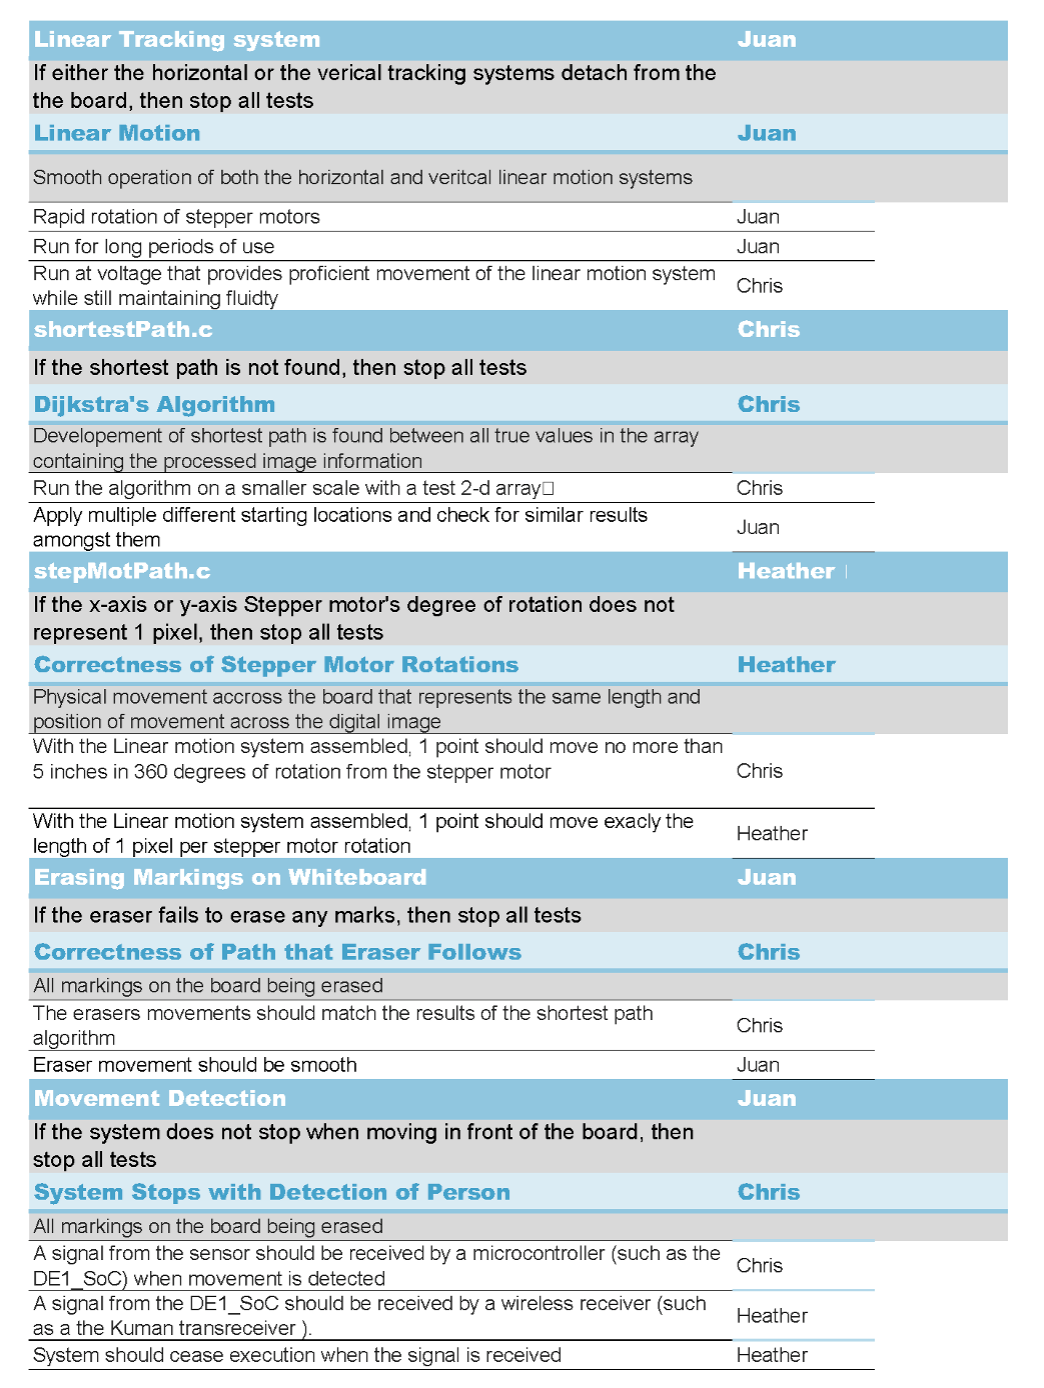 Linear Tracking system Juan
If either the horizontal or the verical tracking systems detach from the
the board, then stop all tests
Linear Motion Juan
Smooth operation of both the horizontal and veritcal linear motion systems
Rapid rotation of stepper motors Juan
Run for long periods of use Juan
Run at voltage that provides proficient movement of the linear motion system
while still maintaining fluidty Chris
shortestPath.c Chris
If the shortest path is not found, then stop all tests
Dijkstra's Algorithm Chris
Developement of shortest path is found between all true values in the array
containing the processed image information
Run the algorithm on a smaller scale with a test 2-d array□ Chris
Apply multiple different starting locations and check for similar results
amongst them Juan
stepMotPath.c Heather
If the x-axis or y-axis Stepper motor's degree of rotation does not
represent 1 pixel, then stop all tests
Correctness of Stepper Motor Rotations Heather
Physical movement accross the board that represents the same length and
position of movement across the digital image
With the Linear motion system assembled, 1 point should move no more than
5 inches in 360 degrees of rotation from the stepper motor Chris
With the Linear motion system assembled, 1 point should move exacly the
length of 1 pixel per stepper motor rotation Heather
Erasing Markings on Whiteboard Juan
If the eraser fails to erase any marks, then stop all tests
Correctness of Path that Eraser Follows Chris
All markings on the board being erased
The erasers movements should match the results of the shortest path
algorithm Chris
Eraser movement should be smooth Juan
Movement Detection Juan
If the system does not stop when moving in front of the board, then
stop all tests
System Stops with Detection of Person Chris
All markings on the board being erased
A signal from the sensor should be received by a microcontroller (such as the
DE1_SoC) when movement is detected Chris
A signal from the DE1_SoC should be received by a wireless receiver (such
as a the Kuman transreceiver ). Heather
System should cease execution when the signal is received Heather